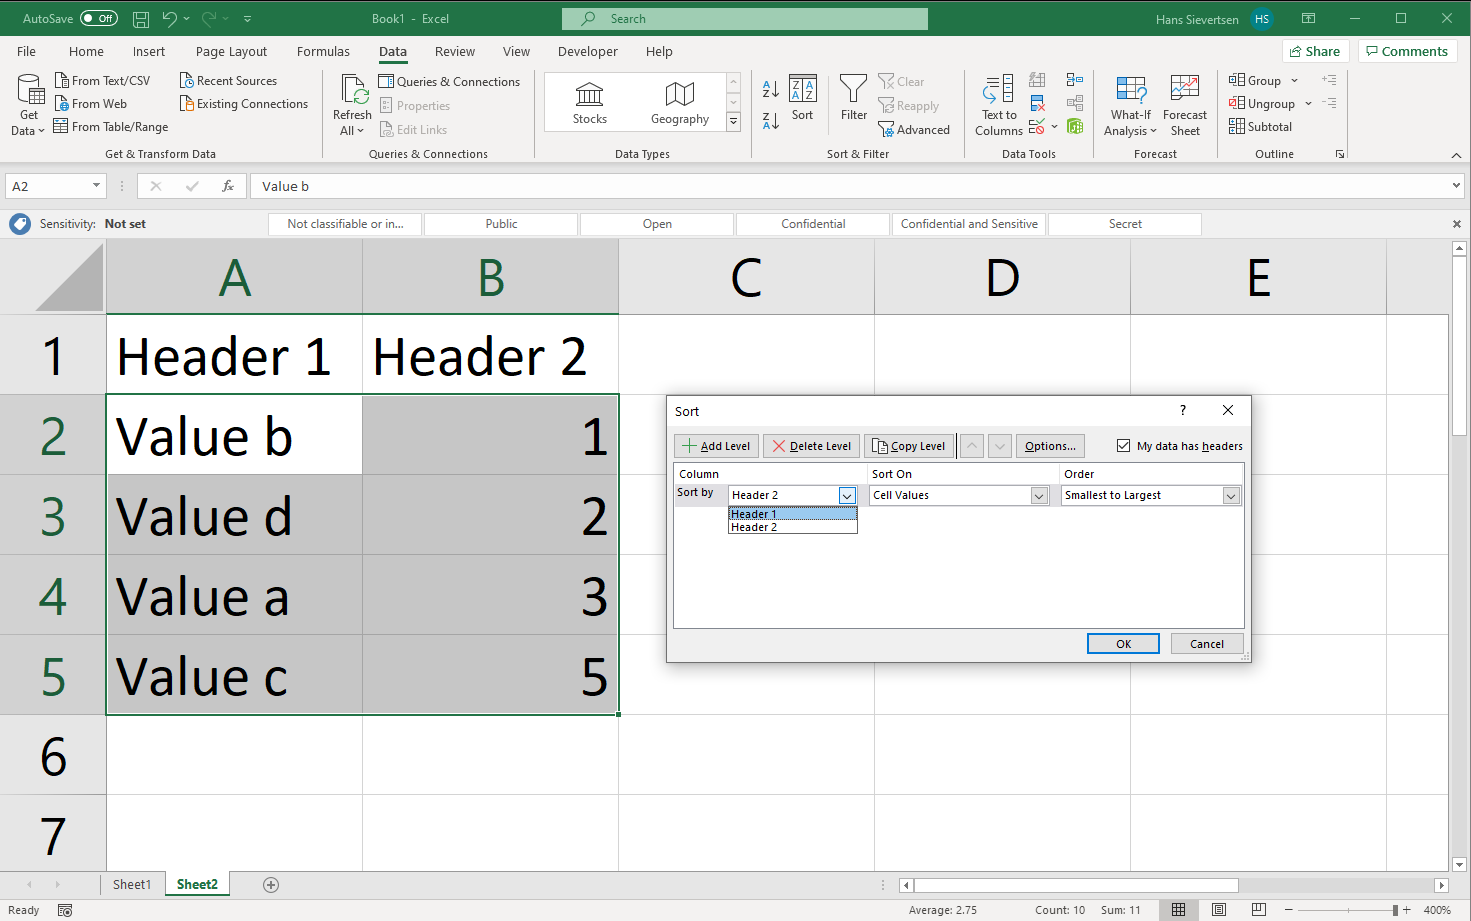 AutoSave Off Book1 - Excel Search Hans Sievertsen HS
File Home Insert Page Layout Formulas Data Review View Developer Help Share Comments
Get Data
From Text/CSV
From Web
From Table/Range
Recent Sources
Existing Connections
Get & Transform Data
Refresh All
Queries & Connections
Properties
Edit Links
Queries & Connections
Stocks Geography
Data Types
Sort
Filter
Clear
Reapply
Advanced
Sort & Filter
Text to Columns
Data Tools
What-If Analysis
Forecast Sheet
Forecast
Group
Ungroup
Subtotal
Outline
A2 fx Value b
Sensitivity: Not set Not classifiable or in... Public Open Confidential Confidential and Sensitive Secret
A B C D E
1 Header 1 Header 2
2 Value b 1
3 Value d 2
4 Value a 3
5 Value c 5
6
7
Sort ?
Add Level Delete Level Copy Level Options... My data has headers
Column Sort On Order
Sort by Header 2 Cell Values Smallest to Largest
Header 1
Header 2
OK Cancel
Sheet1 Sheet2
Ready Average: 2.75 Count: 10 Sum: 11 400%